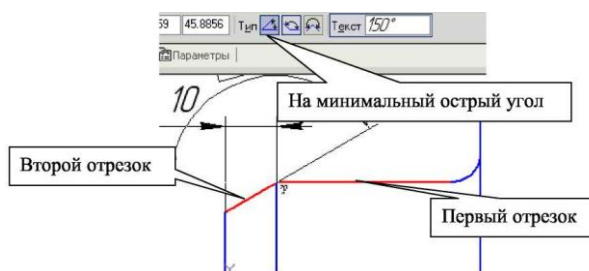 59 45.8856 Тип Текст 150°
Параметры
На минимальный острый угол
10
Второй отрезок
Первый отрезок